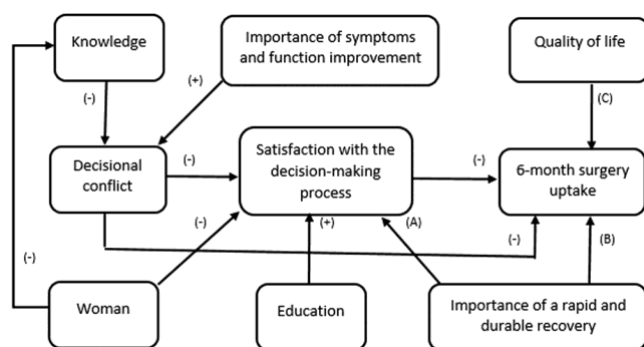 Knowledge
Importance of symptoms
and function improvement
Quality of life
(-)
(+)
(C)
Decisional
conflict
(-)
Satisfaction with the
decision-making
process
(-)
6-month surgery
uptake
(-)
(+)
(A)
(-)
(B)
(-)
Woman
Education
Importance of a rapid and
durable recovery